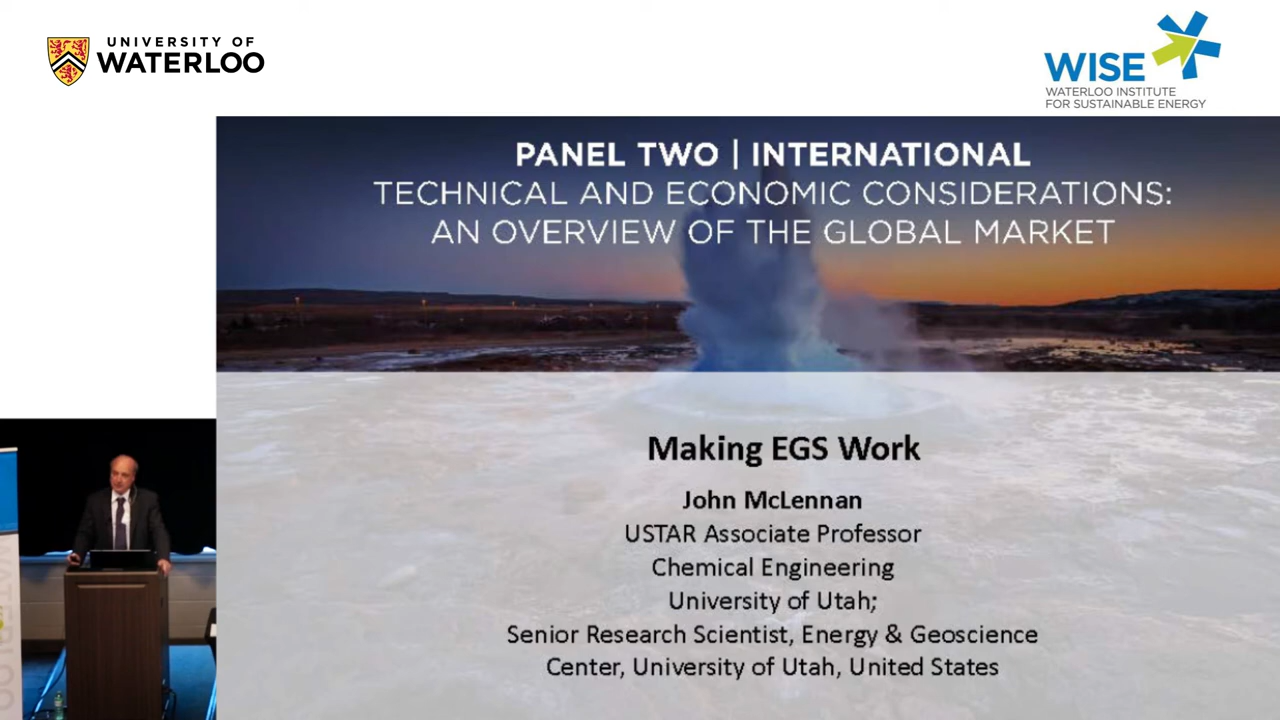 UNIVERSITY OF
WATERLOO
WISE
WATERLOO INSTITUTE
FOR SUSTAINABLE ENERGY
PANEL TWO | INTERNATIONAL
TECHNICAL AND ECONOMIC CONSIDERATIONS:
AN OVERVIEW OF THE GLOBAL MARKET
Making EGS Work
John McLennan
USTAR Associate Professor
Chemical Engineering
University of Utah;
Senior Research Scientist, Energy & Geoscience
Center, University of Utah, United States